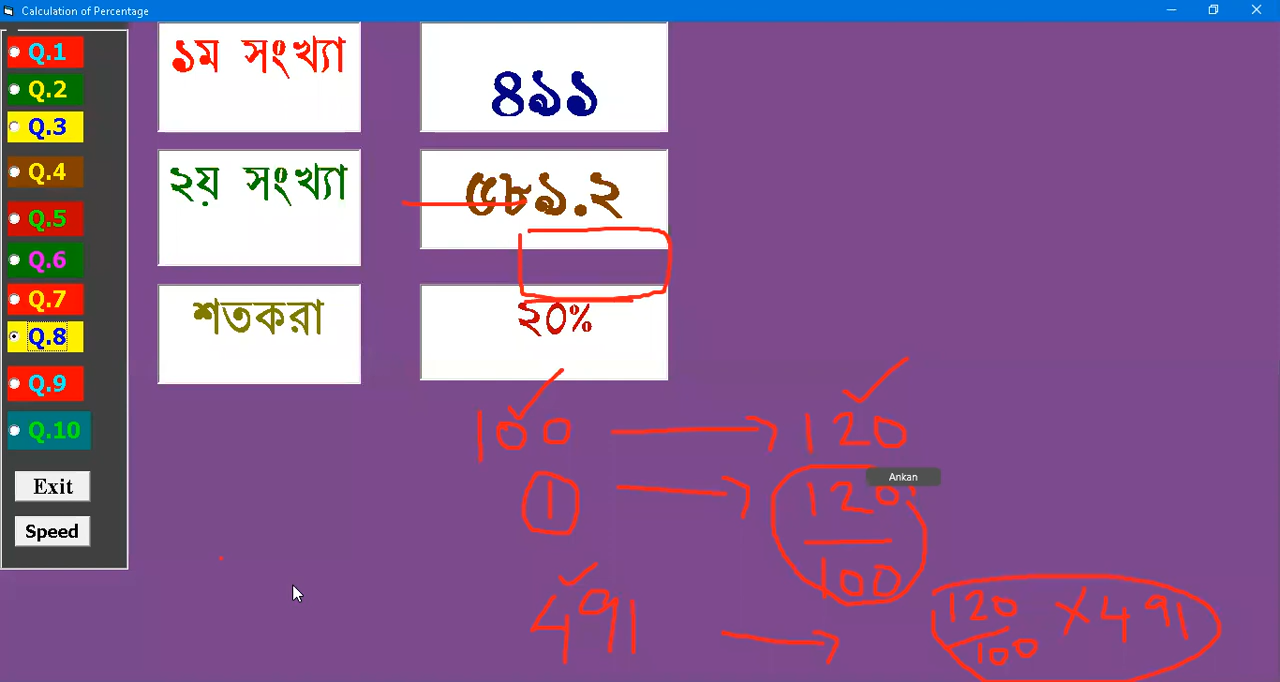 Calculation of Percentage
Q.1
Q.2
Q.3
Q.4
Q.5
Q.6
Q.7
Q.8
Q.9
Q.10
Exit
Speed
১ম সংখ্যা
৪৯১
২য় সংখ্যা
৫৮৯.২
শতকরা
২০%
100 → 120
Ankan
1 → 120
100
491 → 120 × 491
100